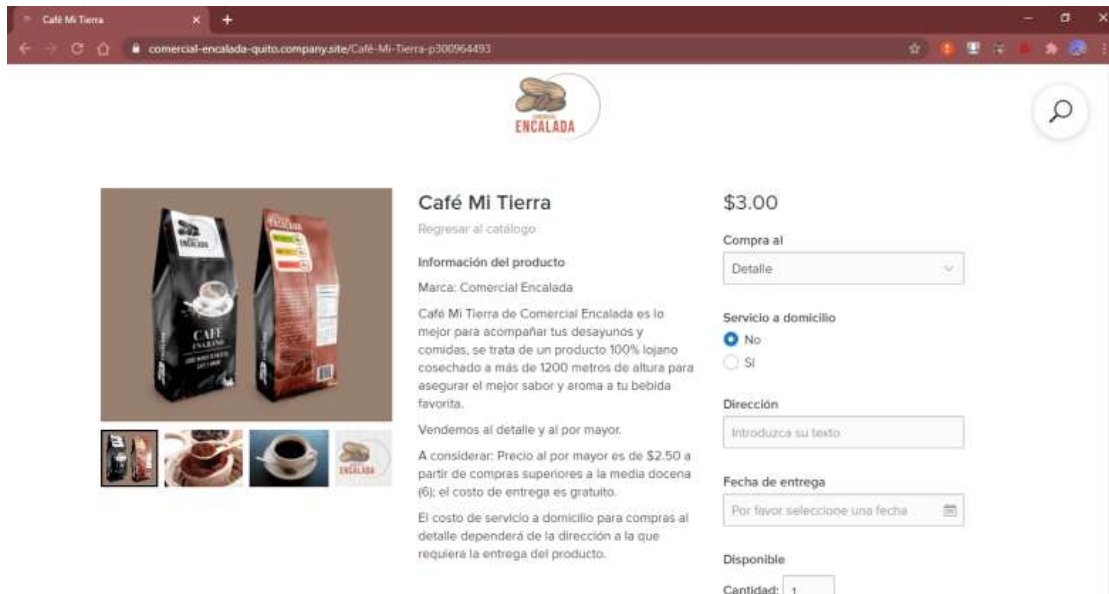 Café Mi Tierra
comercial-encalada-quito.company.site/Café-Mi-Tierra-p300964493
COMERCIAL
ENCALADA
ENCALADA
CAFÉ
EN GRANO
ENCALADA
Café Mi Tierra
Regresar al catálogo
Información del producto
Marca: Comercial Encalada
Café Mi Tierra de Comercial Encalada es lo
mejor para acompañar tus desayunos y
comidas, se trata de un producto 100% lojano
cosechado a más de 1200 metros de altura para
asegurar el mejor sabor y aroma a tu bebida
favorita.
Vendemos al detalle y al por mayor.
A considerar: Precio al por mayor es de $2.50 a
partir de compras superiores a la media docena
(6); el costo de entrega es gratuito.
El costo de servicio a domicilio para compras al
detalle dependerá de la dirección a la que
requiera la entrega del producto.
$3.00
Compra al
Detalle
Servicio a domicilio
No
SI
Dirección
Introduzca su texto
Fecha de entrega
Por favor seleccione una fecha
Disponible
Cantidad: 1